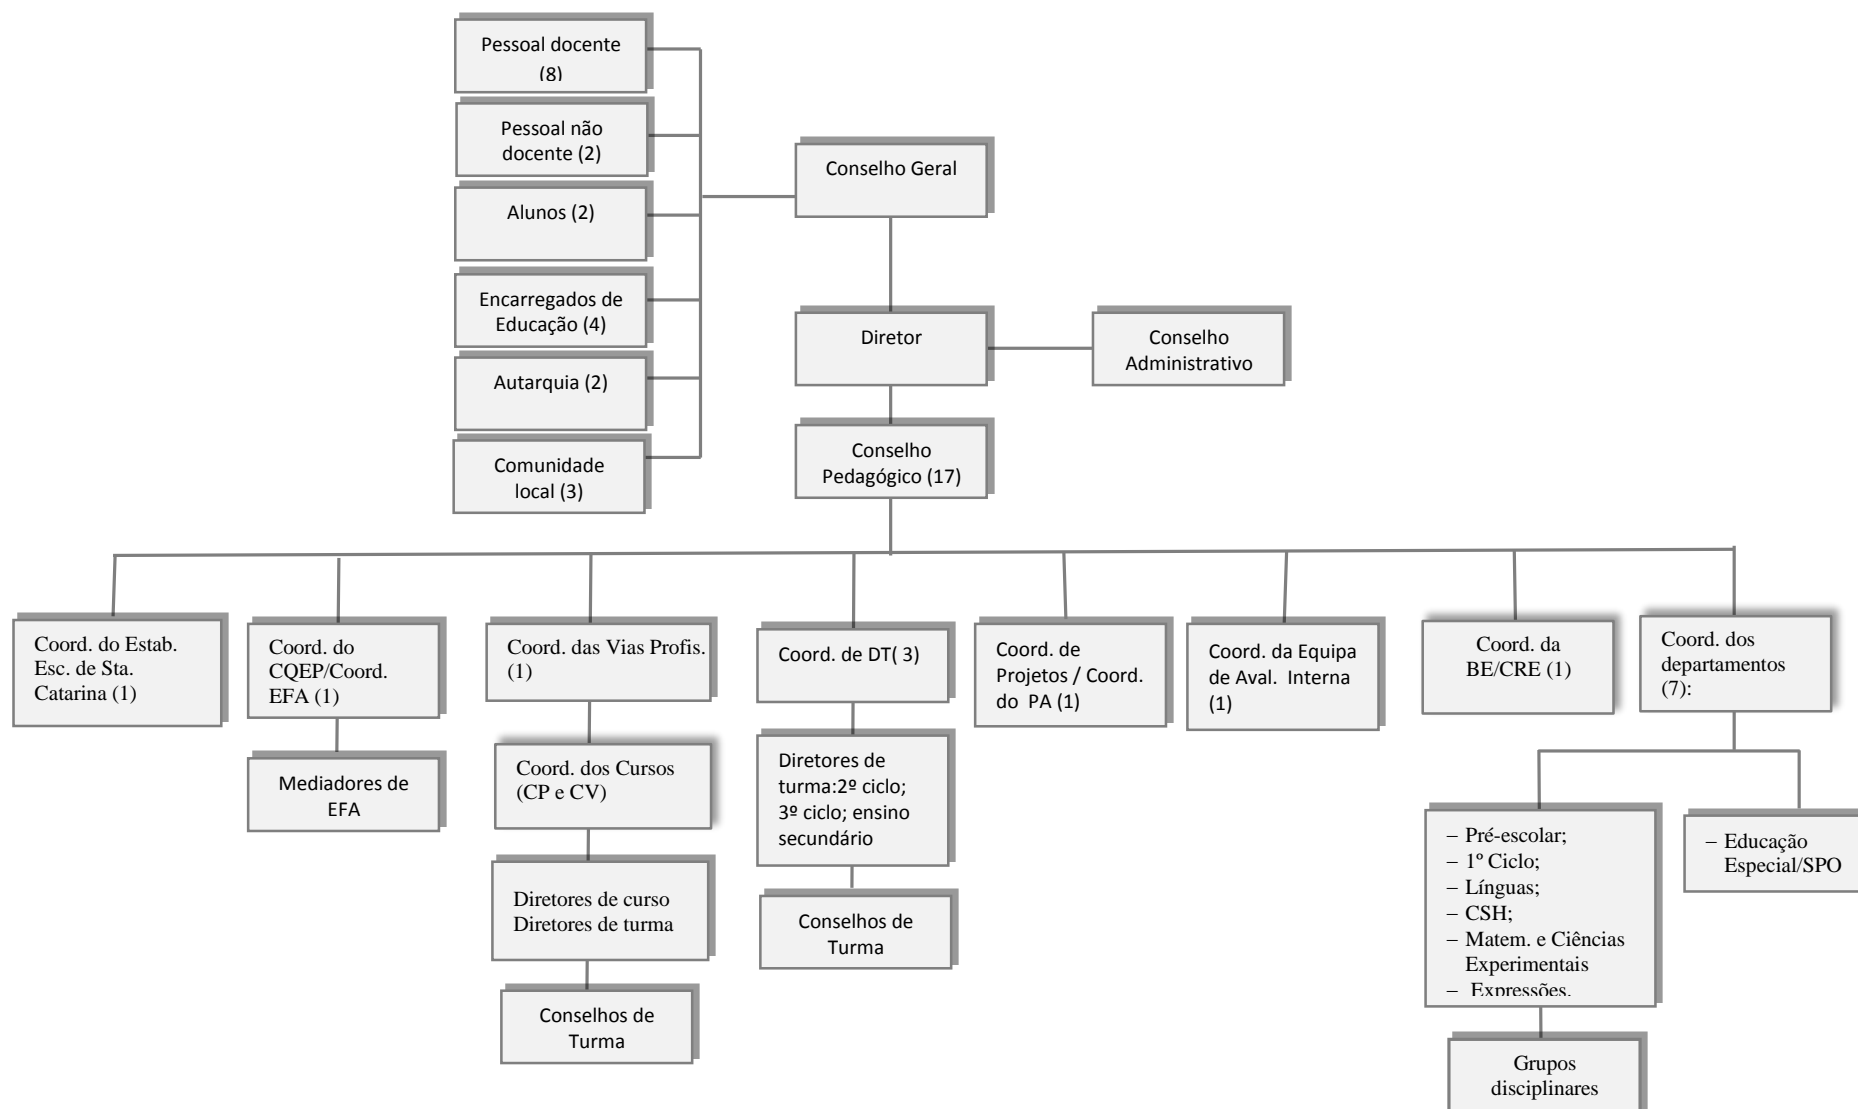 Pessoal docente
(8)
Pessoal não
docente (2)
Alunos (2)
Encarregados de
Educação (4)
Autarquia (2)
Comunidade
local (3)
Conselho Geral
Diretor
Conselho
Administrativo
Conselho
Pedagógico (17)
Coord. do Estab.
Esc. de Sta.
Catarina (1)
Coord. do
CQEP/Coord.
EFA (1)
Mediadores de
EFA
Coord. das Vias Profis.
(1)
Coord. dos Cursos
(CP e CV)
Diretores de curso
Diretores de turma
Conselhos de
Turma
Coord. de DT( 3)
Diretores de
turma:2º ciclo;
3º ciclo; ensino
secundário
Conselhos de
Turma
Coord. de
Projetos / Coord.
do PA (1)
Coord. da Equipa
de Aval. Interna
(1)
Coord. da
BE/CRE (1)
Coord. dos
departamentos
(7):
– Pré-escolar;
– 1º Ciclo;
– Línguas;
– CSH;
– Matem. e Ciências
Experimentais
– Expressões.
– Educação
Especial/SPO
Grupos
disciplinares